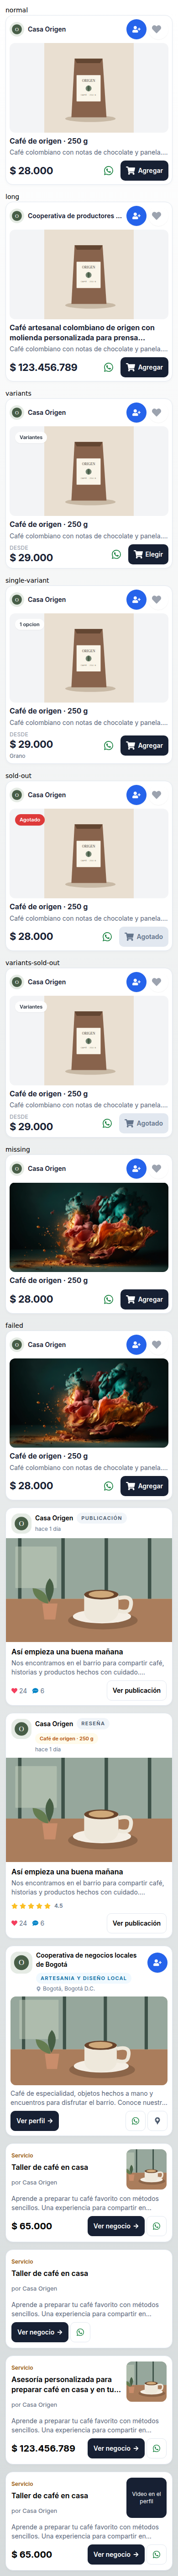 normal
Casa Origen
ORIGEN
Café de origen · 250 g
Café colombiano con notas de chocolate y panela....
$ 28.000
Agregar
long
Cooperativa de productores ...
ORIGEN
Café artesanal colombiano de origen con
molienda personalizada para prensa...
Café colombiano con notas de chocolate y panela....
$ 123.456.789
Agregar
variants
Casa Origen
Variantes
ORIGEN
Café de origen · 250 g
Café colombiano con notas de chocolate y panela....
DESDE
$ 29.000
Elegir
single-variant
Casa Origen
1 opcion
ORIGEN
Café de origen · 250 g
Café colombiano con notas de chocolate y panela....
DESDE
$ 29.000
Grano
Agregar
sold-out
Casa Origen
Agotado
ORIGEN
Café de origen · 250 g
Café colombiano con notas de chocolate y panela....
$ 28.000
Agotado
variants-sold-out
Casa Origen
Variantes
ORIGEN
Café de origen · 250 g
Café colombiano con notas de chocolate y panela....
DESDE
$ 29.000
Agotado
missing
Casa Origen
Café de origen · 250 g
$ 28.000
Agregar
failed
Casa Origen
Café de origen · 250 g
Café colombiano con notas de chocolate y panela....
$ 28.000
Agregar
Casa Origen PUBLICACIÓN
hace 1 día
Así empieza una buena mañana
Nos encontramos en el barrio para compartir café,
historias y productos hechos con cuidado....
24 6 Ver publicación
Casa Origen RESEÑA
Café de origen · 250 g
hace 1 día
Así empieza una buena mañana
Nos encontramos en el barrio para compartir café,
historias y productos hechos con cuidado....
4.5
24 6 Ver publicación
Cooperativa de negocios locales
de Bogotá
ARTESANIA Y DISEÑO LOCAL
Bogotá, Bogotá D.C.
Café de especialidad, objetos hechos a mano y
encuentros para disfrutar el barrio. Conoce nuestr...
Ver perfil →
Servicio
Taller de café en casa
por Casa Origen
Aprende a preparar tu café favorito con métodos
sencillos. Una experiencia para compartir en...
$ 65.000
Ver negocio →
Servicio
Taller de café en casa
por Casa Origen
Aprende a preparar tu café favorito con métodos
sencillos. Una experiencia para compartir en...
Ver negocio →
Servicio
Asesoría personalizada para
preparar café en casa y en tu...
por Casa Origen
Aprende a preparar tu café favorito con métodos
sencillos. Una experiencia para compartir en...
$ 123.456.789
Ver negocio →
Servicio
Taller de café en casa
por Casa Origen
Video en el
perfil
Aprende a preparar tu café favorito con métodos
sencillos. Una experiencia para compartir en...
$ 65.000
Ver negocio →